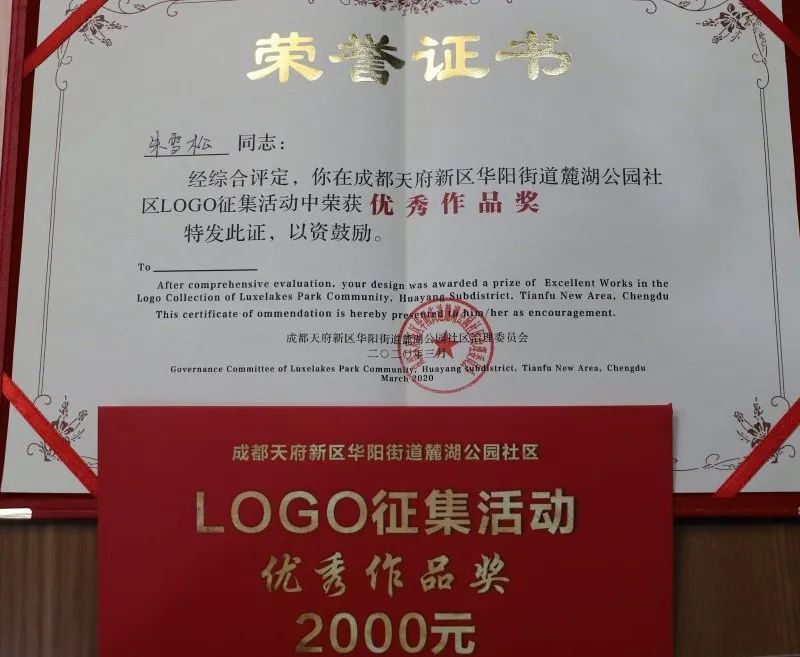 荣誉证书
朱雪松 同志：
经综合评定，你在成都天府新区华阳街道麓湖公园社
区LOGO征集活动中荣获 优秀作品奖
特发此证，以资鼓励。
To
After comprehensive evaluation, your design was awarded a prize of Excellent Works in the
Logo Collection of Luxelakes Park Community, Huayang Subdistrict, Tianfu New Area, Chengdu
This certificate of ommendation is hereby presented to him/her as encouragement.
成都天府新区华阳街道麓湖公园社区治理委员会
二〇二〇年三月
Governance Committee of Luxelakes Park Community, Huayang subdistrict, Tianfu New Area, Chengdu
March 2020
成都天府新区华阳街道麓湖公园社区
LOGO征集活动
优秀作品奖
2000元